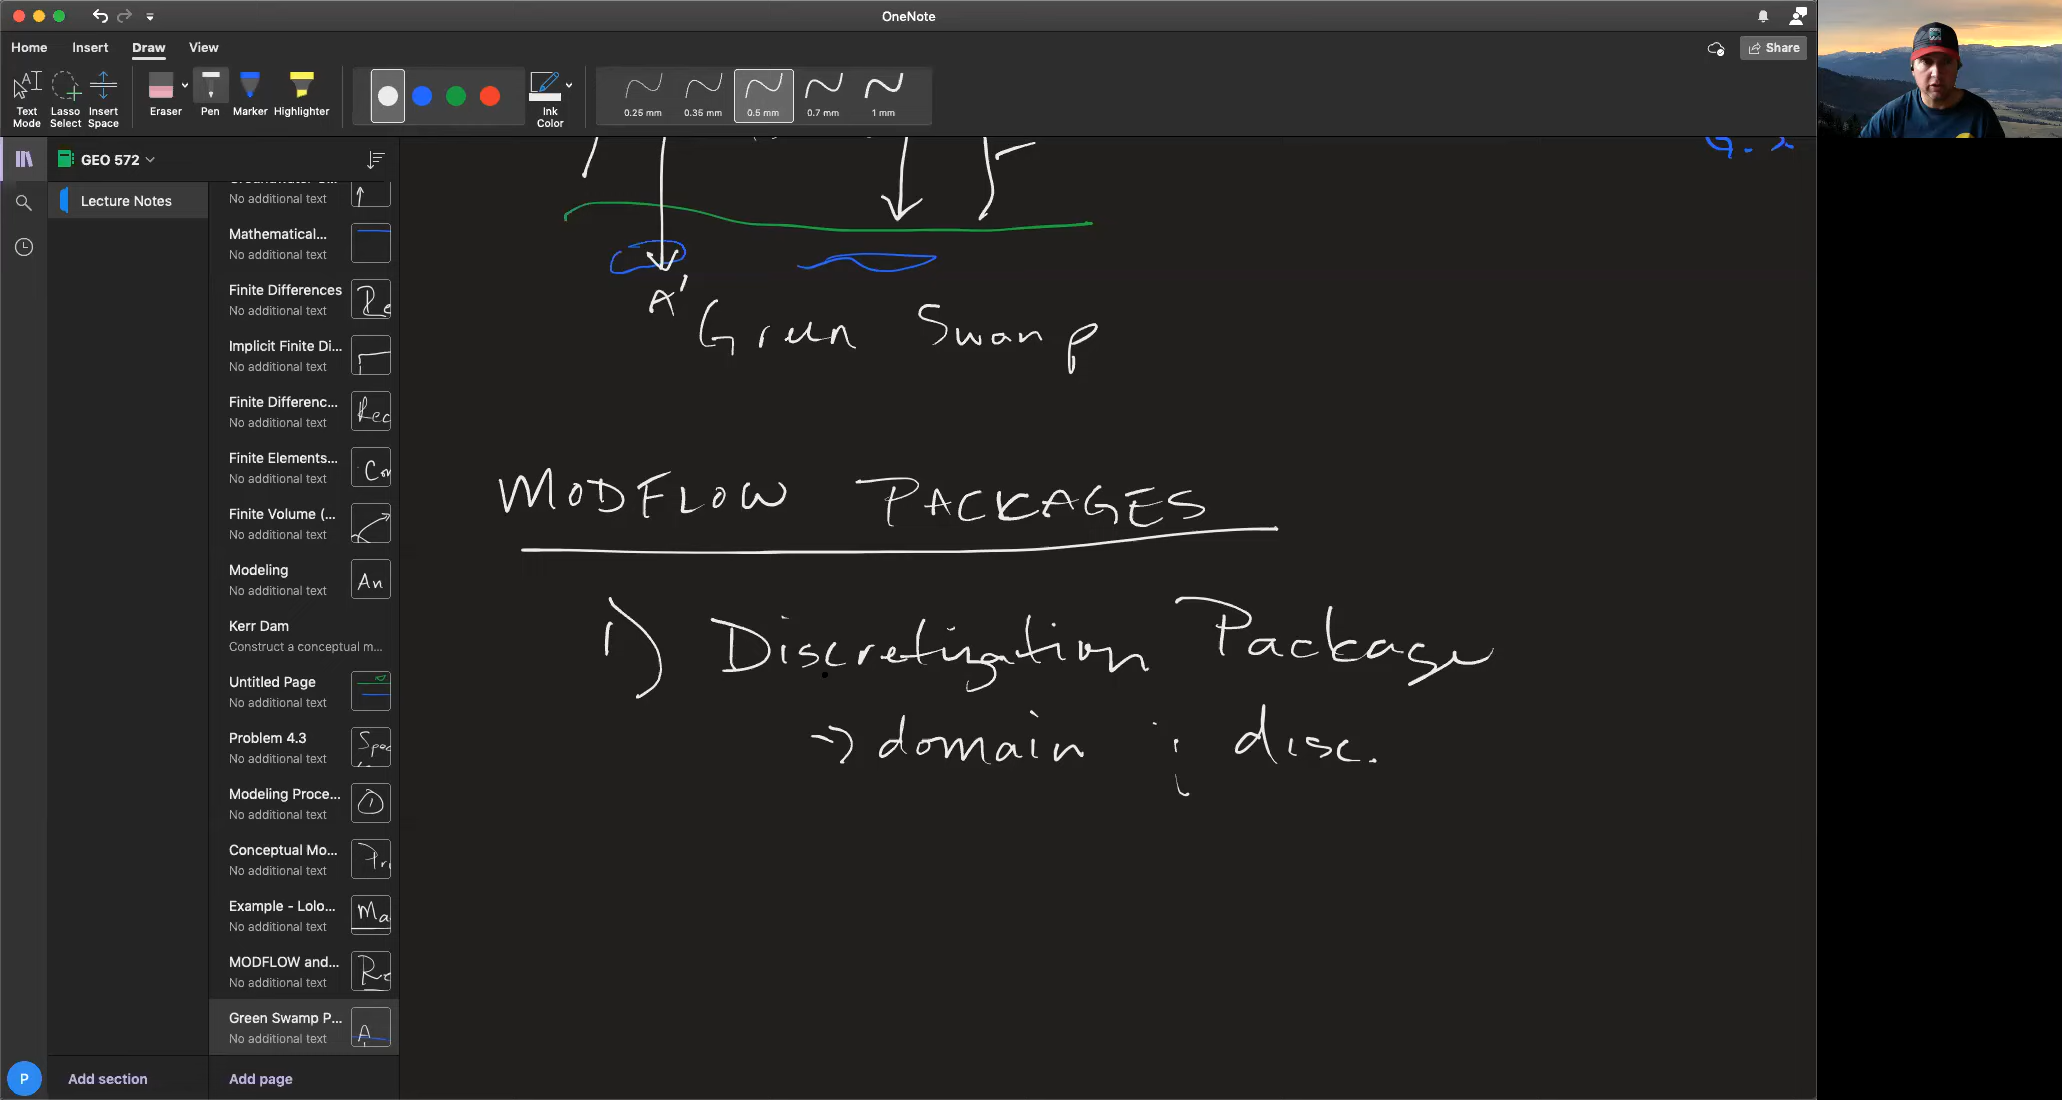 OneNote
Home Insert Draw View
Share
Text Mode
Lasso Select
Insert Space
Eraser
Pen
Marker
Highlighter
Ink Color
0.25 mm
0.35 mm
0.5 mm
0.7 mm
1 mm
GEO 572
Lecture Notes
No additional text
Mathematical...
No additional text
Finite Differences
No additional text
Implicit Finite Di...
No additional text
Finite Differenc...
No additional text
Finite Elements...
No additional text
Finite Volume (...
No additional text
Modeling
No additional text
An
Kerr Dam
Construct a conceptual m...
Untitled Page
No additional text
Problem 4.3
No additional text
Modeling Proce...
No additional text
Conceptual Mo...
No additional text
Example - Lolo...
No additional text
MODFLOW and...
No additional text
Green Swamp P...
No additional text
A
P
Add section
Add page
A'
Green Swamp
MODFLOW PACKAGES
1) Discretization Package
→ domain ; disc.